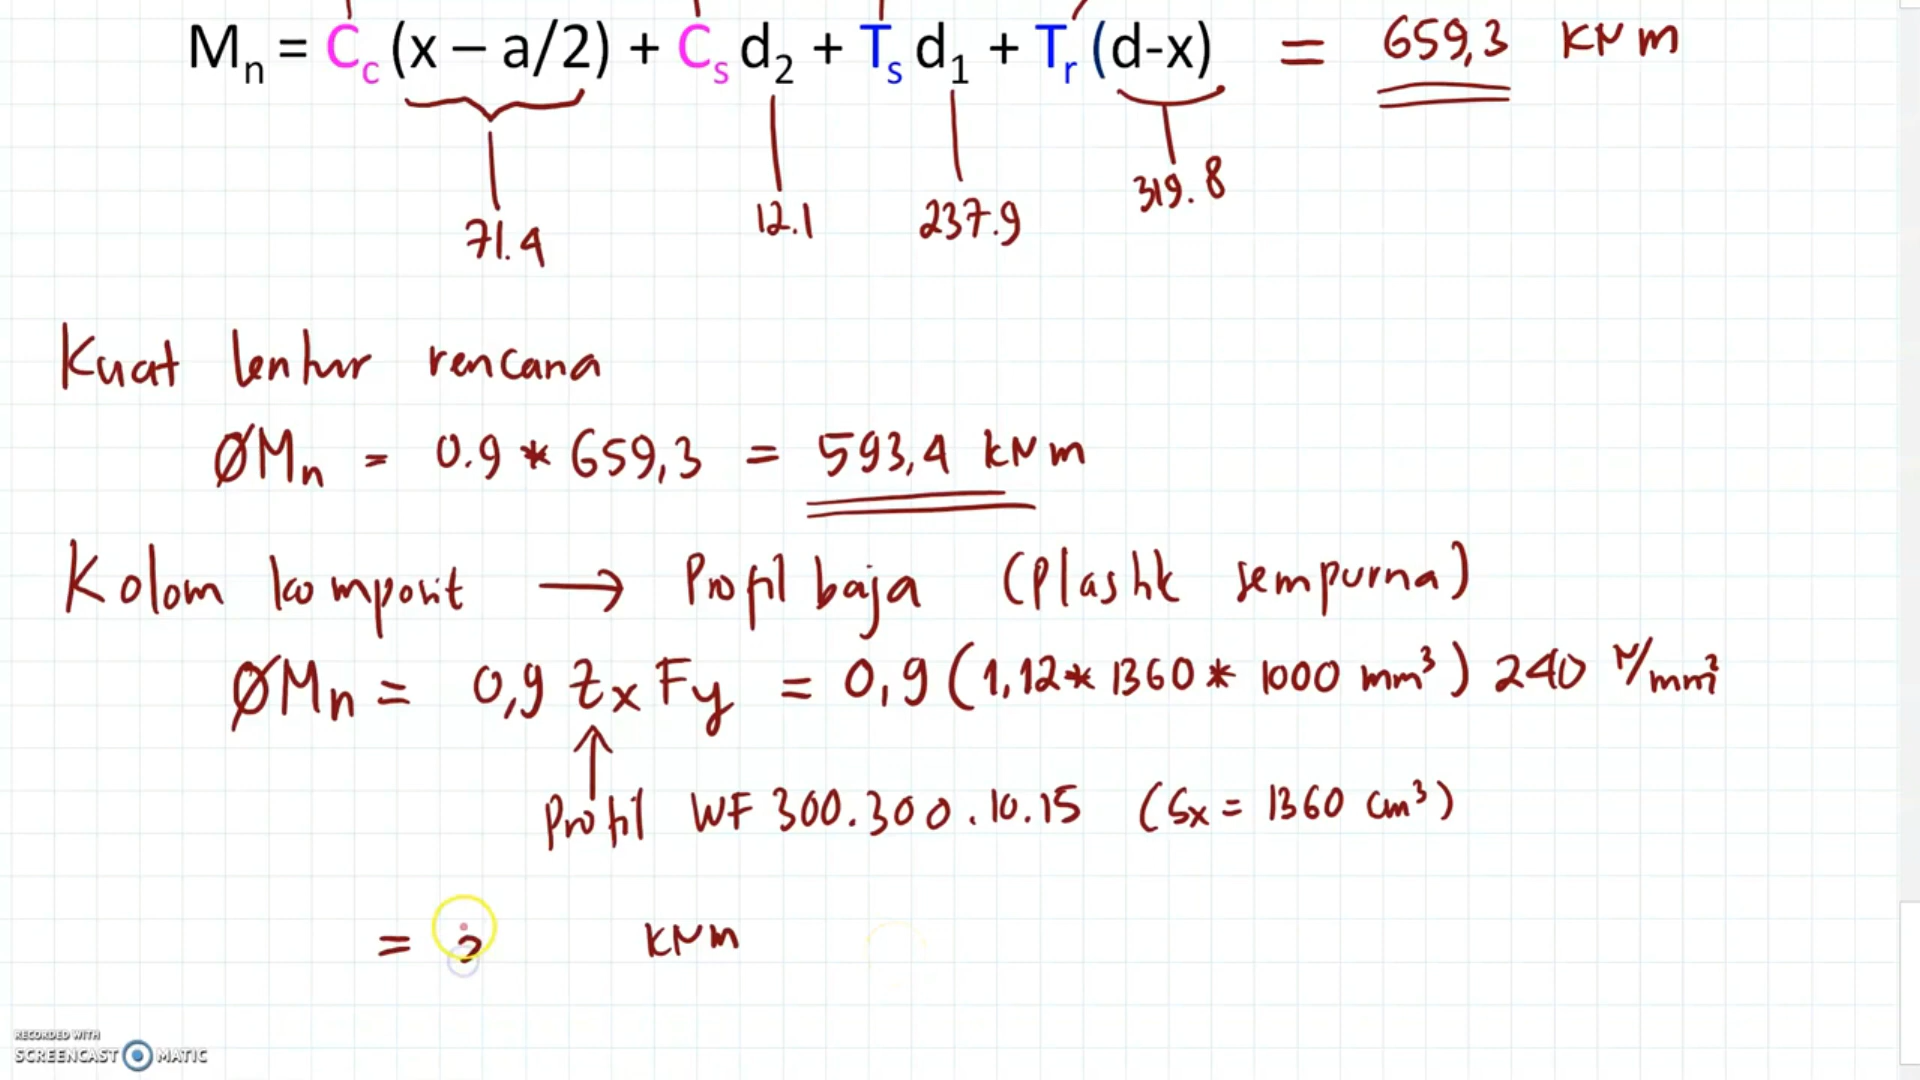 Mn = Cc (x – a/2) + Cs d2 + Ts d1 + Tr (d-x) = 659,3 KNm
71.4 12.1 237.9 319.8
Kuat lentur rencana
ØMn = 0.9 * 659,3 = 593,4 kNm
Kolom komposit → Profil baja (Plastik sempurna)
ØMn = 0,9 Zx Fy = 0,9 (1,12 * 1360 * 1000 mm³) 240 N/mm²
Profil WF 300.300.10.15 (Sx = 1360 cm³)
= kNm
RECORDED WITH
SCREENCAST MATIC